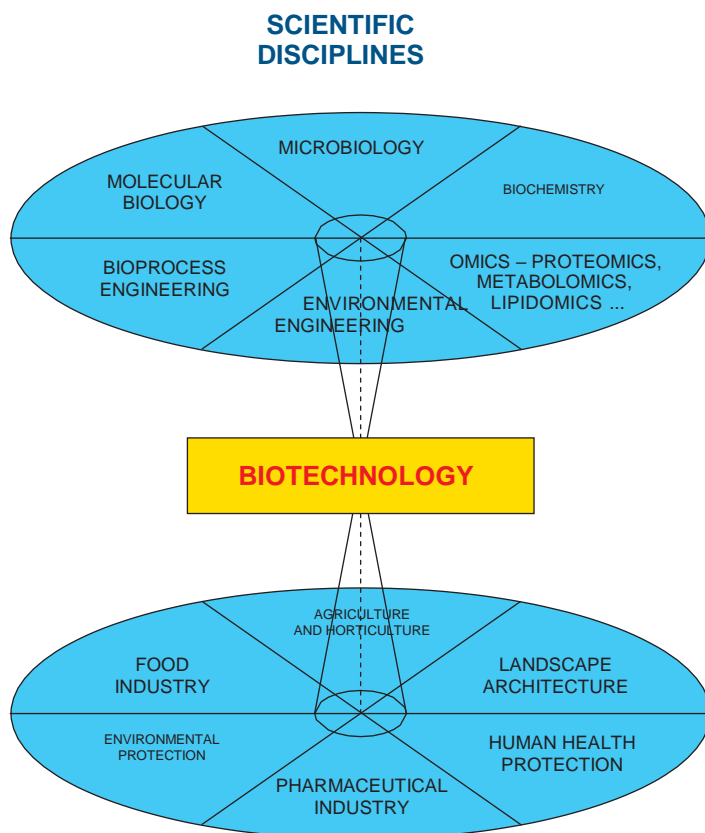 SCIENTIFIC
DISCIPLINES
MICROBIOLOGY
MOLECULAR
BIOLOGY
BIOCHEMISTRY
BIOPROCESS
ENGINEERING
OMICS – PROTEOMICS,
METABOLOMICS,
LIPIDOMICS ...
ENVIRONMENTAL
ENGINEERING
BIOTECHNOLOGY
AGRICULTURE
AND HORTICULTURE
FOOD
INDUSTRY
LANDSCAPE
ARCHITECTURE
ENVIRONMENTAL
PROTECTION
HUMAN HEALTH
PROTECTION
PHARMACEUTICAL
INDUSTRY